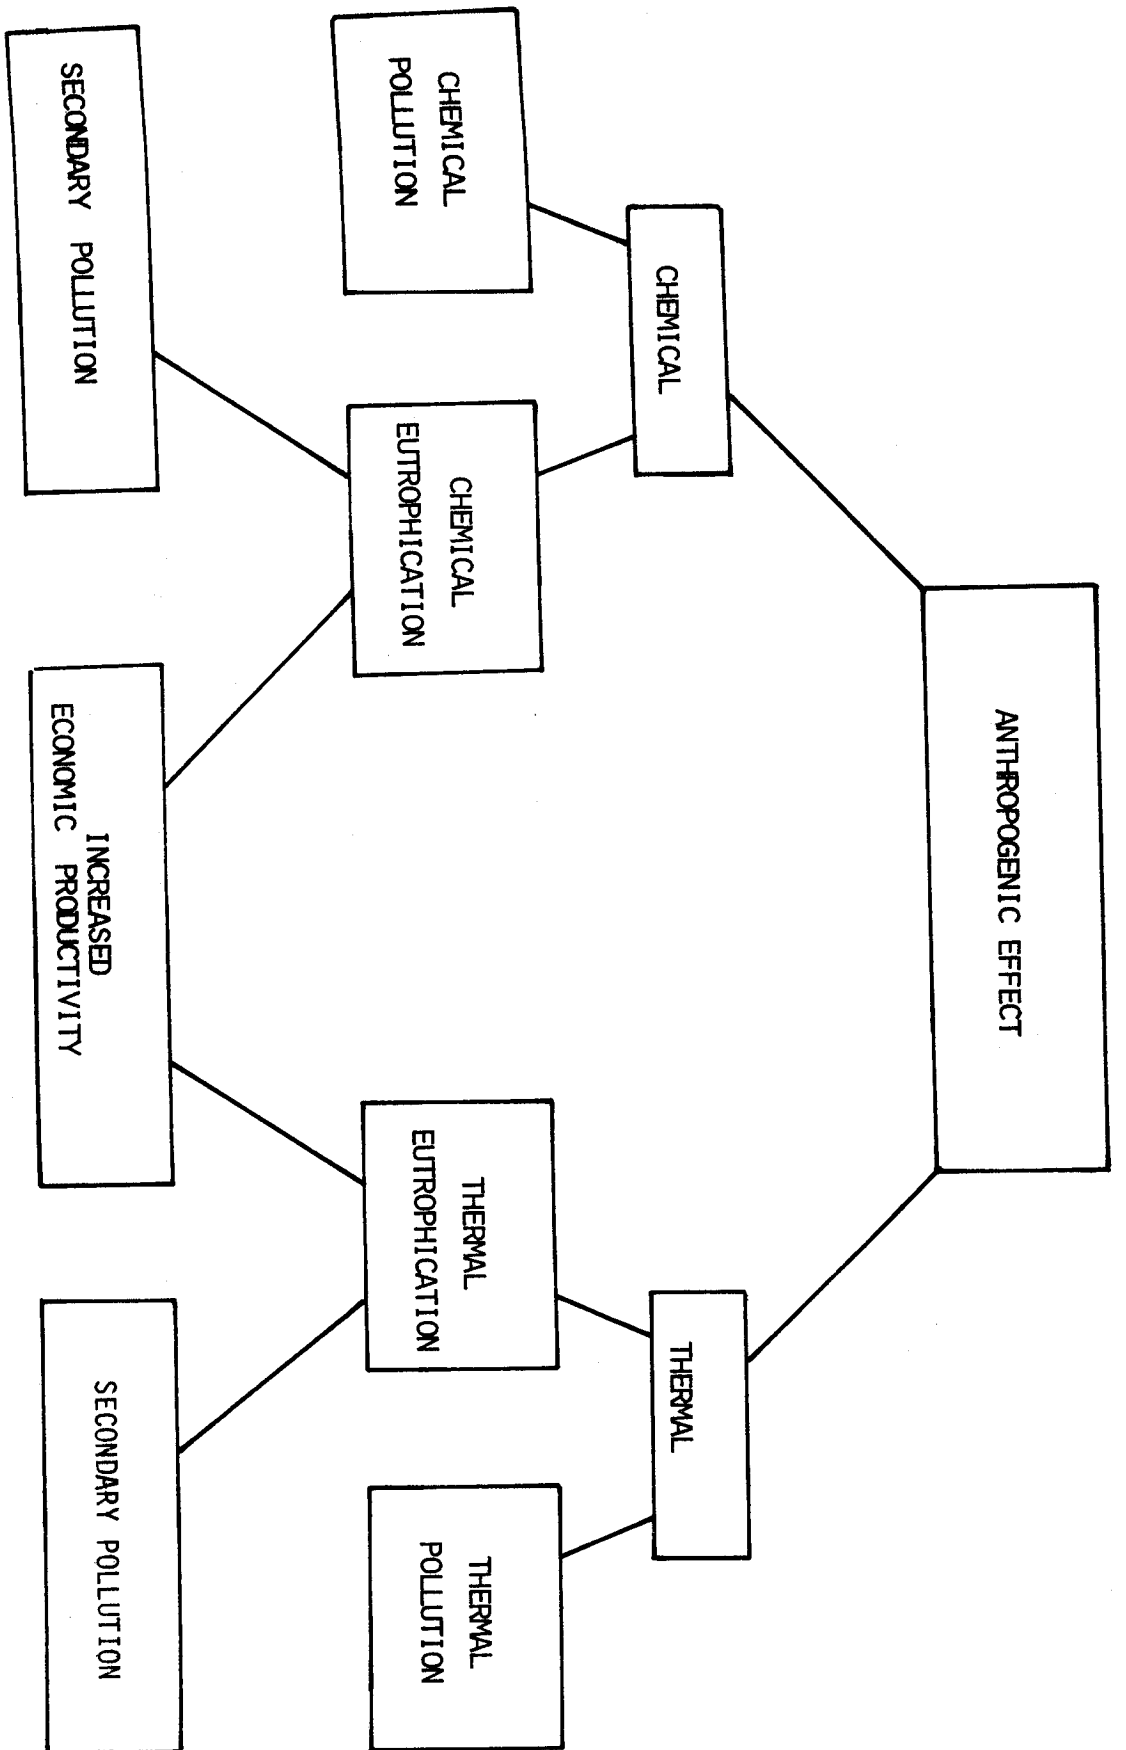 ANTHROPOGENIC EFFECT
CHEMICAL
THERMAL
CHEMICAL
POLLUTION
CHEMICAL
EUTROPHICATION
THERMAL
EUTROPHICATION
THERMAL
POLLUTION
SECONDARY POLLUTION
INCREASED
ECONOMIC PRODUCTIVITY
SECONDARY POLLUTION